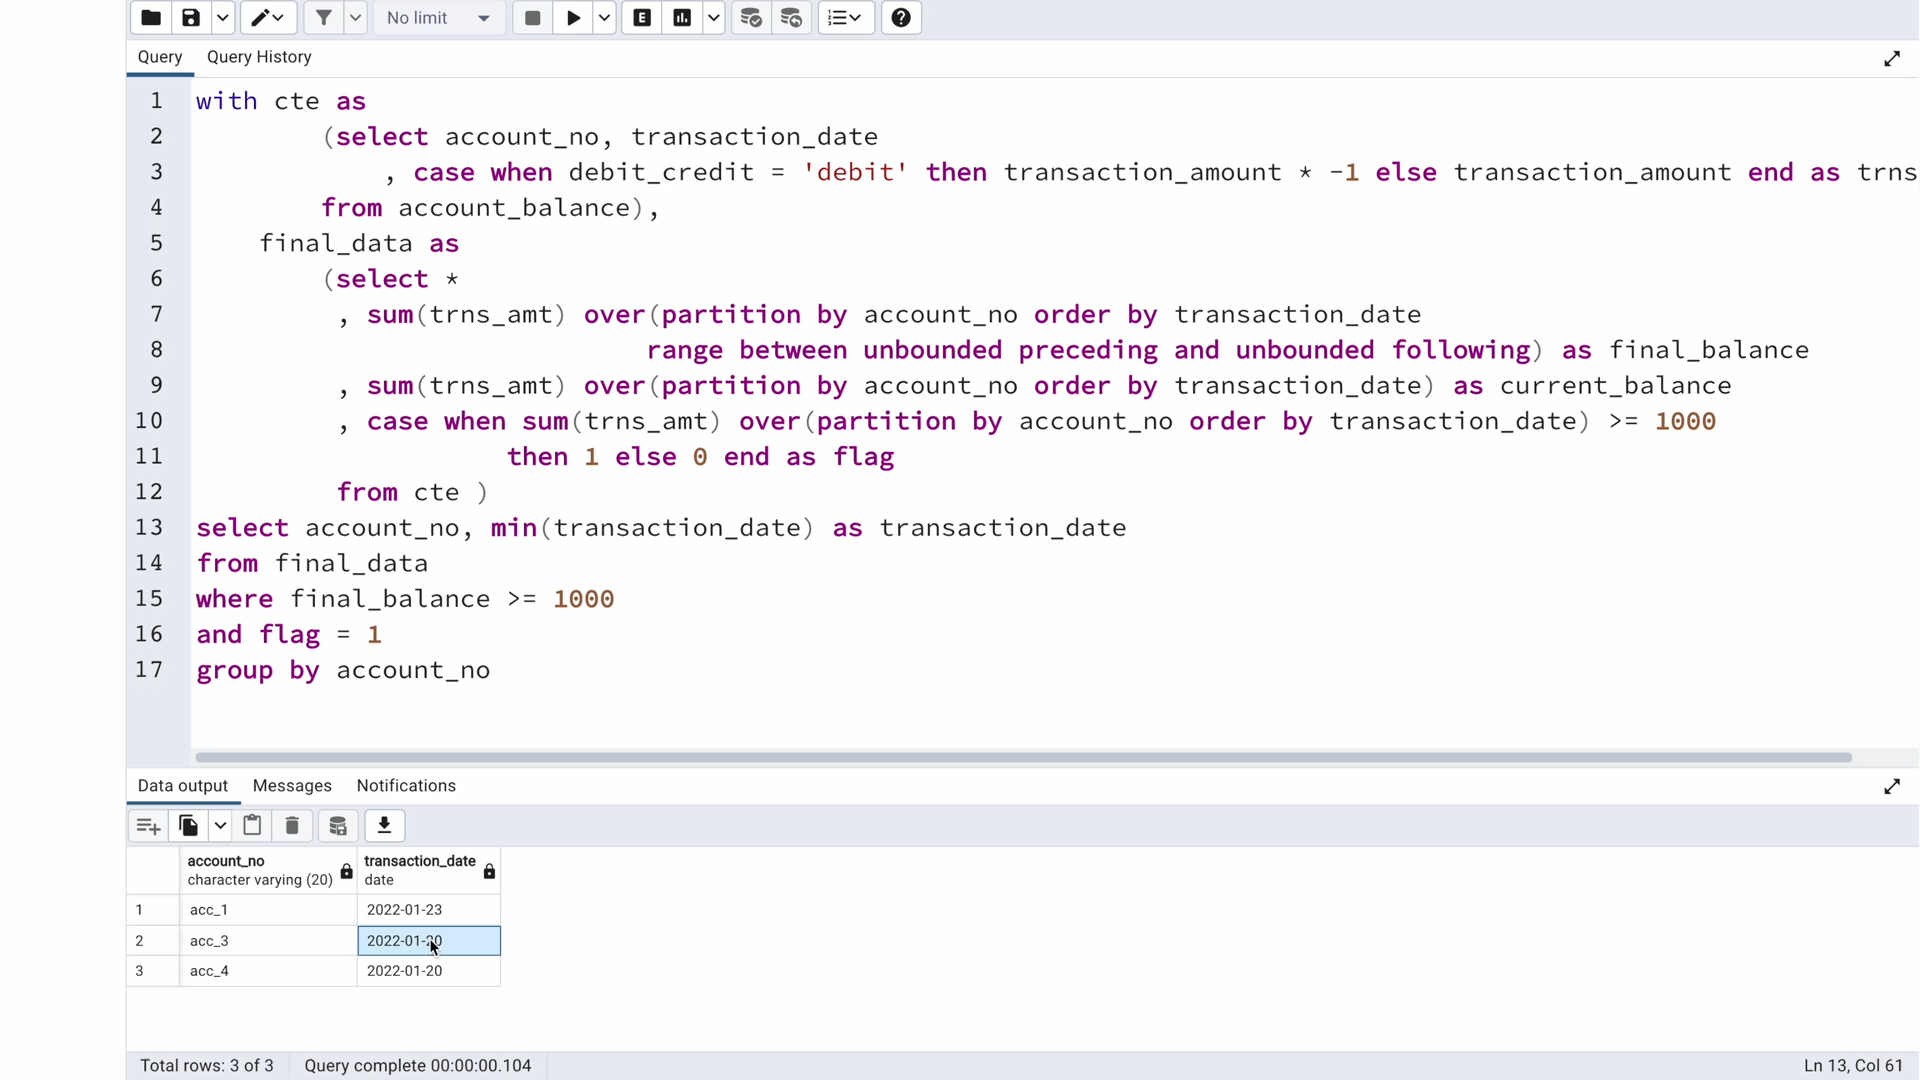 No limit
Query Query History
1 with cte as
2 (select account_no, transaction_date
3 , case when debit_credit = 'debit' then transaction_amount * -1 else transaction_amount end as trns
4 from account_balance),
5 final_data as
6 (select *
7 , sum(trns_amt) over(partition by account_no order by transaction_date
8 range between unbounded preceding and unbounded following) as final_balance
9 , sum(trns_amt) over(partition by account_no order by transaction_date) as current_balance
10 , case when sum(trns_amt) over(partition by account_no order by transaction_date) >= 1000
11 then 1 else 0 end as flag
12 from cte )
13 select account_no, min(transaction_date) as transaction_date
14 from final_data
15 where final_balance >= 1000
16 and flag = 1
17 group by account_no
Data output Messages Notifications
account_no transaction_date
character varying (20) date
1 acc_1 2022-01-23
2 acc_3 2022-01-20
3 acc_4 2022-01-20
Total rows: 3 of 3 Query complete 00:00:00.104 Ln 13, Col 61